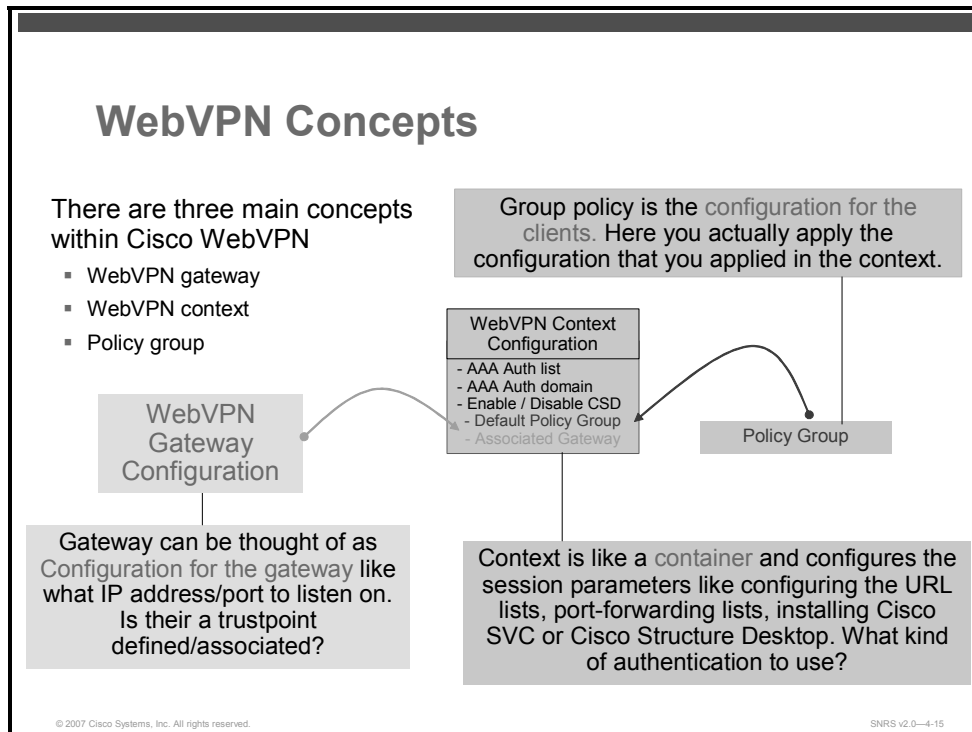 WebVPN Concepts
There are three main concepts
within Cisco WebVPN
▪ WebVPN gateway
▪ WebVPN context
▪ Policy group
Group policy is the configuration for the
clients. Here you actually apply the
configuration that you applied in the context.
WebVPN Context
Configuration
- AAA Auth list
- AAA Auth domain
- Enable / Disable CSD
- Default Policy Group
- Associated Gateway
WebVPN
Gateway
Configuration
Policy Group
Gateway can be thought of as
Configuration for the gateway like
what IP address/port to listen on.
Is their a trustpoint
defined/associated?
Context is like a container and configures the
session parameters like configuring the URL
lists, port-forwarding lists, installing Cisco
SVC or Cisco Structure Desktop. What kind
of authentication to use?
© 2007 Cisco Systems, Inc. All rights reserved.
SNRS v2.0—4-15